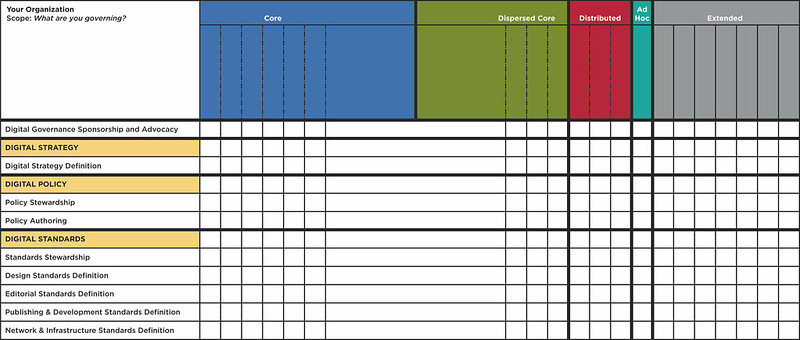 Your Organization
Scope: What are you governing?
Core
Dispersed Core
Distributed
Ad
Hoc
Extended
Digital Governance Sponsorship and Advocacy
DIGITAL STRATEGY
Digital Strategy Definition
DIGITAL POLICY
Policy Stewardship
Policy Authoring
DIGITAL STANDARDS
Standards Stewardship
Design Standards Definition
Editorial Standards Definition
Publishing & Development Standards Definition
Network & Infrastructure Standards Definition